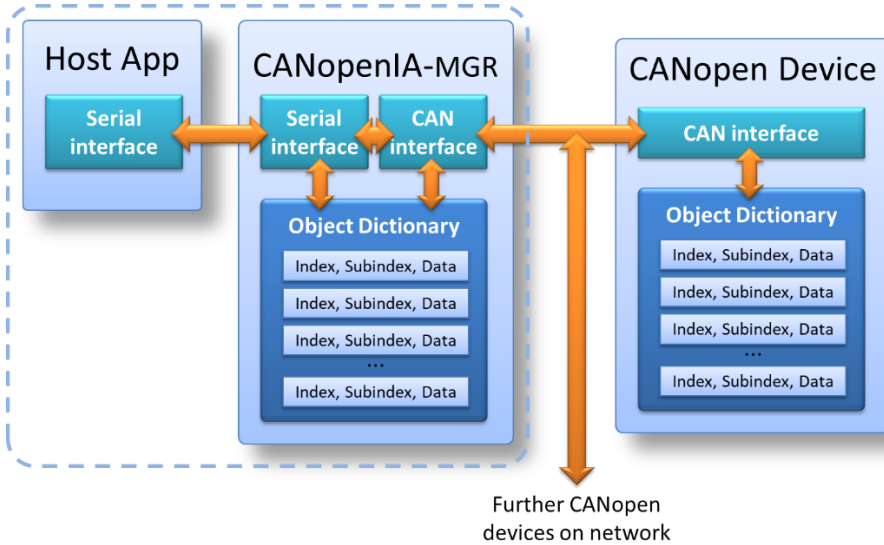 Host App
Serial
interface
CANopenIA-MGR
Serial
interface
CAN
interface
Object Dictionary
Index, Subindex, Data
Index, Subindex, Data
Index, Subindex, Data
...
Index, Subindex, Data
CANopen Device
CAN interface
Object Dictionary
Index, Subindex, Data
Index, Subindex, Data
Index, Subindex, Data
...
Index, Subindex, Data
Further CANopen
devices on network